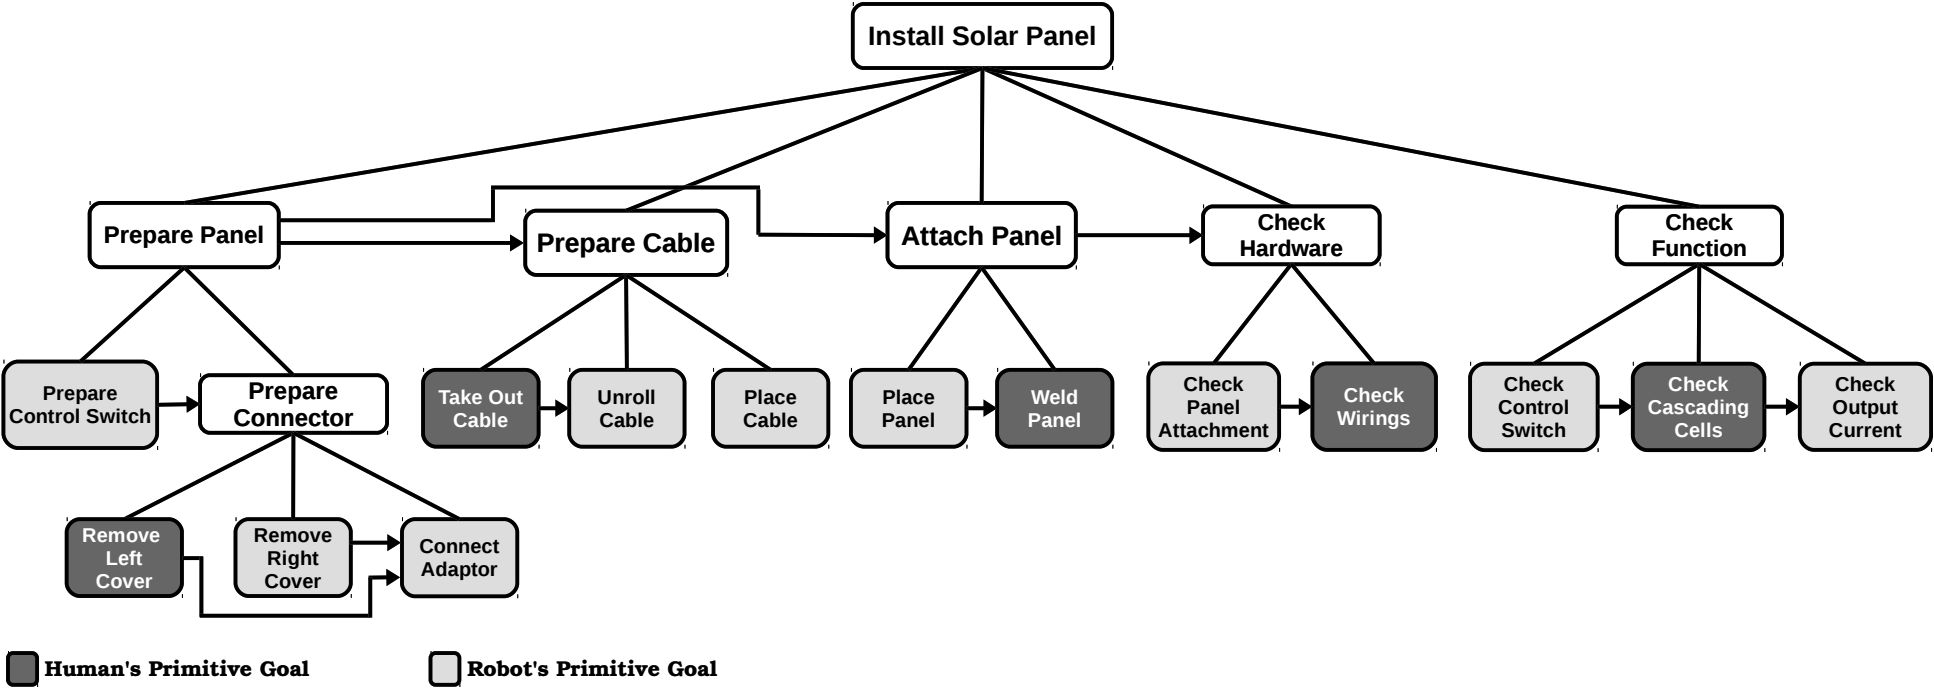 Install Solar Panel
Prepare Panel
Prepare Cable
Attach Panel
Check
Hardware
Check
Function
Prepare
Control Switch
Prepare
Connector
Take Out
Cable
Unroll
Cable
Place
Cable
Place
Panel
Weld
Panel
Check
Panel
Attachment
Check
Wirings
Check
Control
Switch
Check
Cascading
Cells
Check
Output
Current
Remove
Left
Cover
Remove
Right
Cover
Connect
Adaptor
Human's Primitive Goal
Robot's Primitive Goal